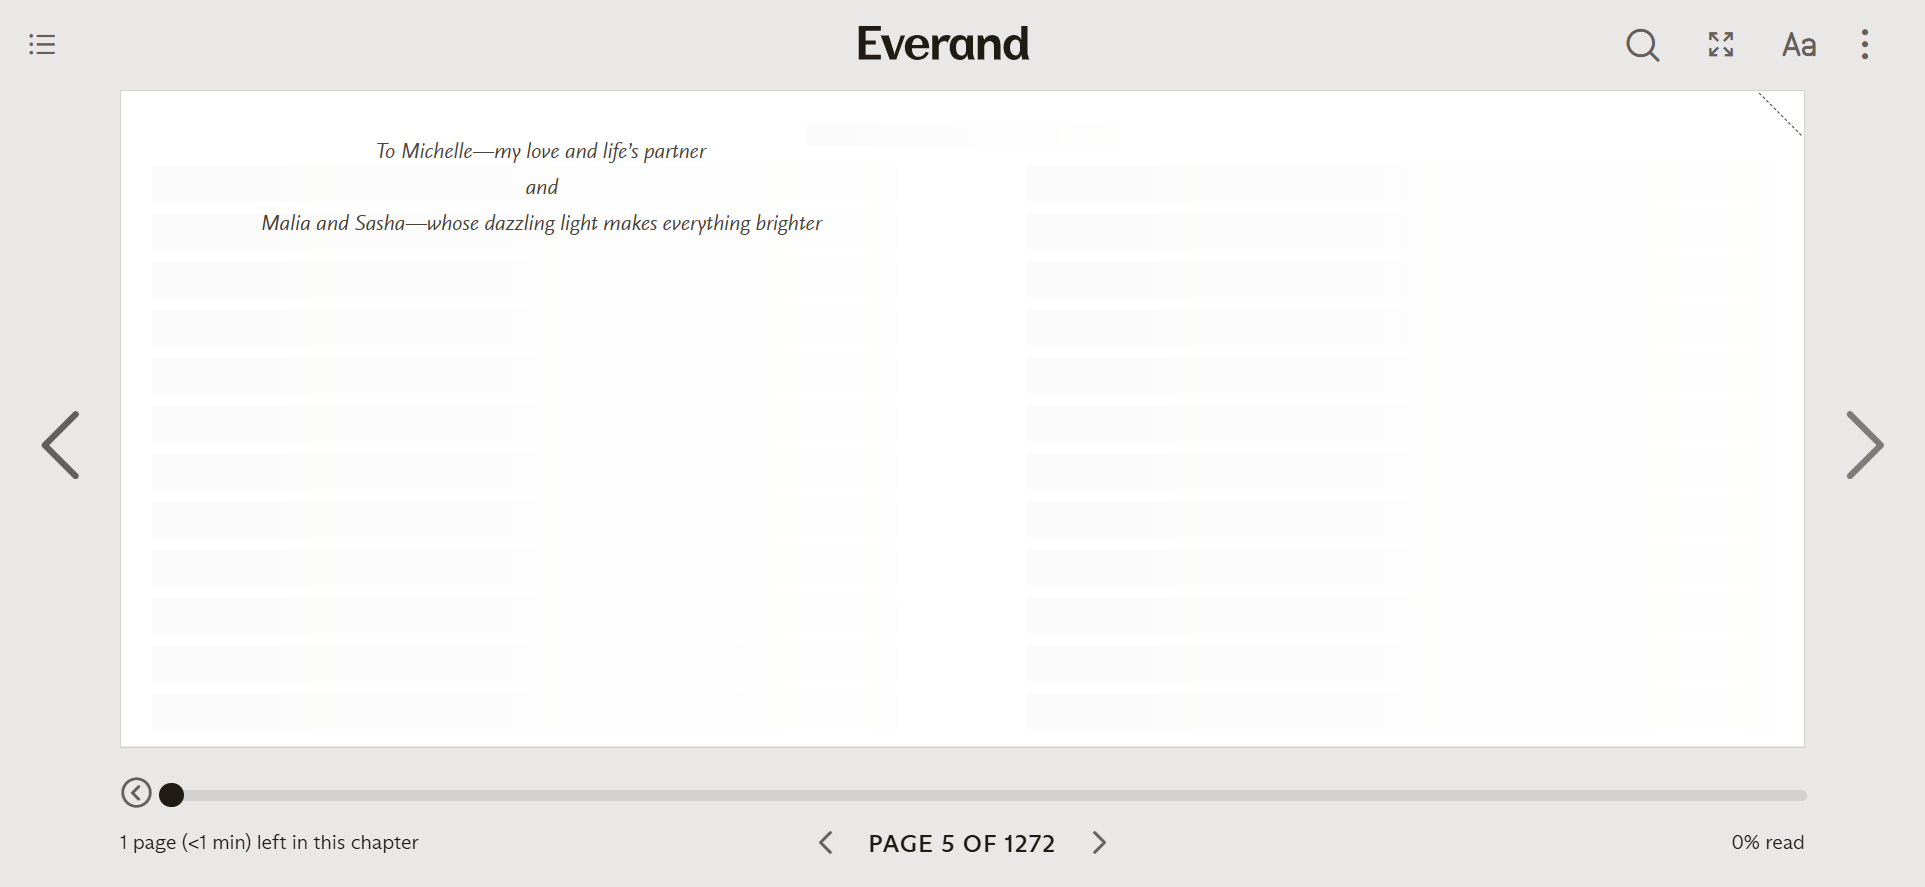 Everand
Aa
To Michelle—my love and life's partner
and
Malia and Sasha—whose dazzling light makes everything brighter
1 page (<1 min) left in this chapter
PAGE 5 OF 1272
0% read